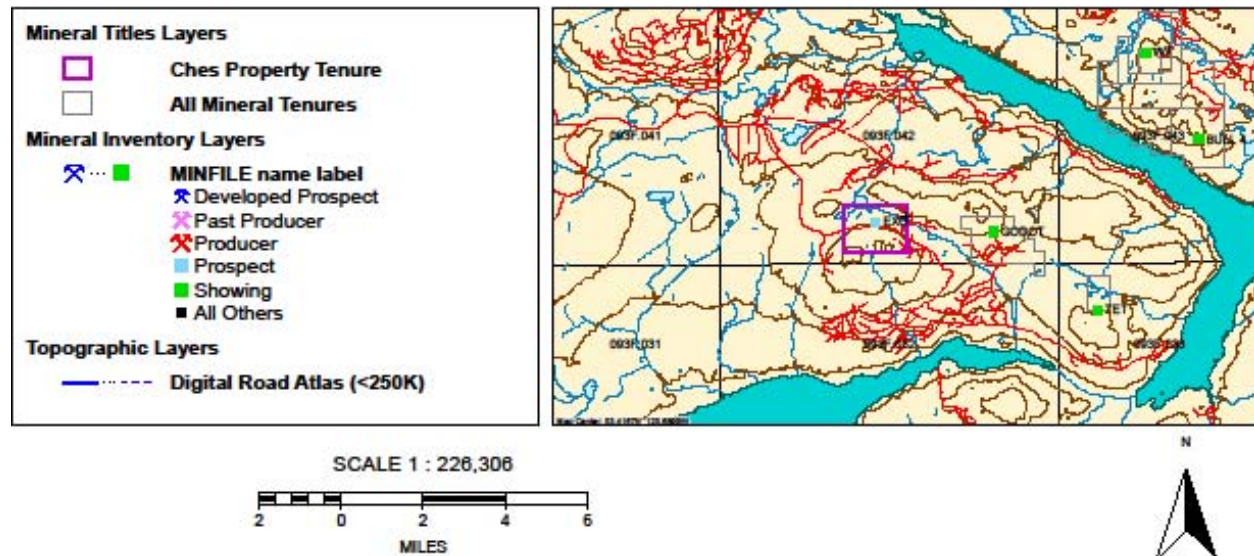 Mineral Titles Layers
Ches Property Tenure
All Mineral Tenures
Mineral Inventory Layers
MINFILE name label
Developed Prospect
Past Producer
Producer
Prospect
Showing
All Others
Topographic Layers
Digital Road Atlas (<250K)
093F.041
093F.042
093F.043
093F.031
SCALE 1 : 226,306
2 0 2 4 6
MILES
N